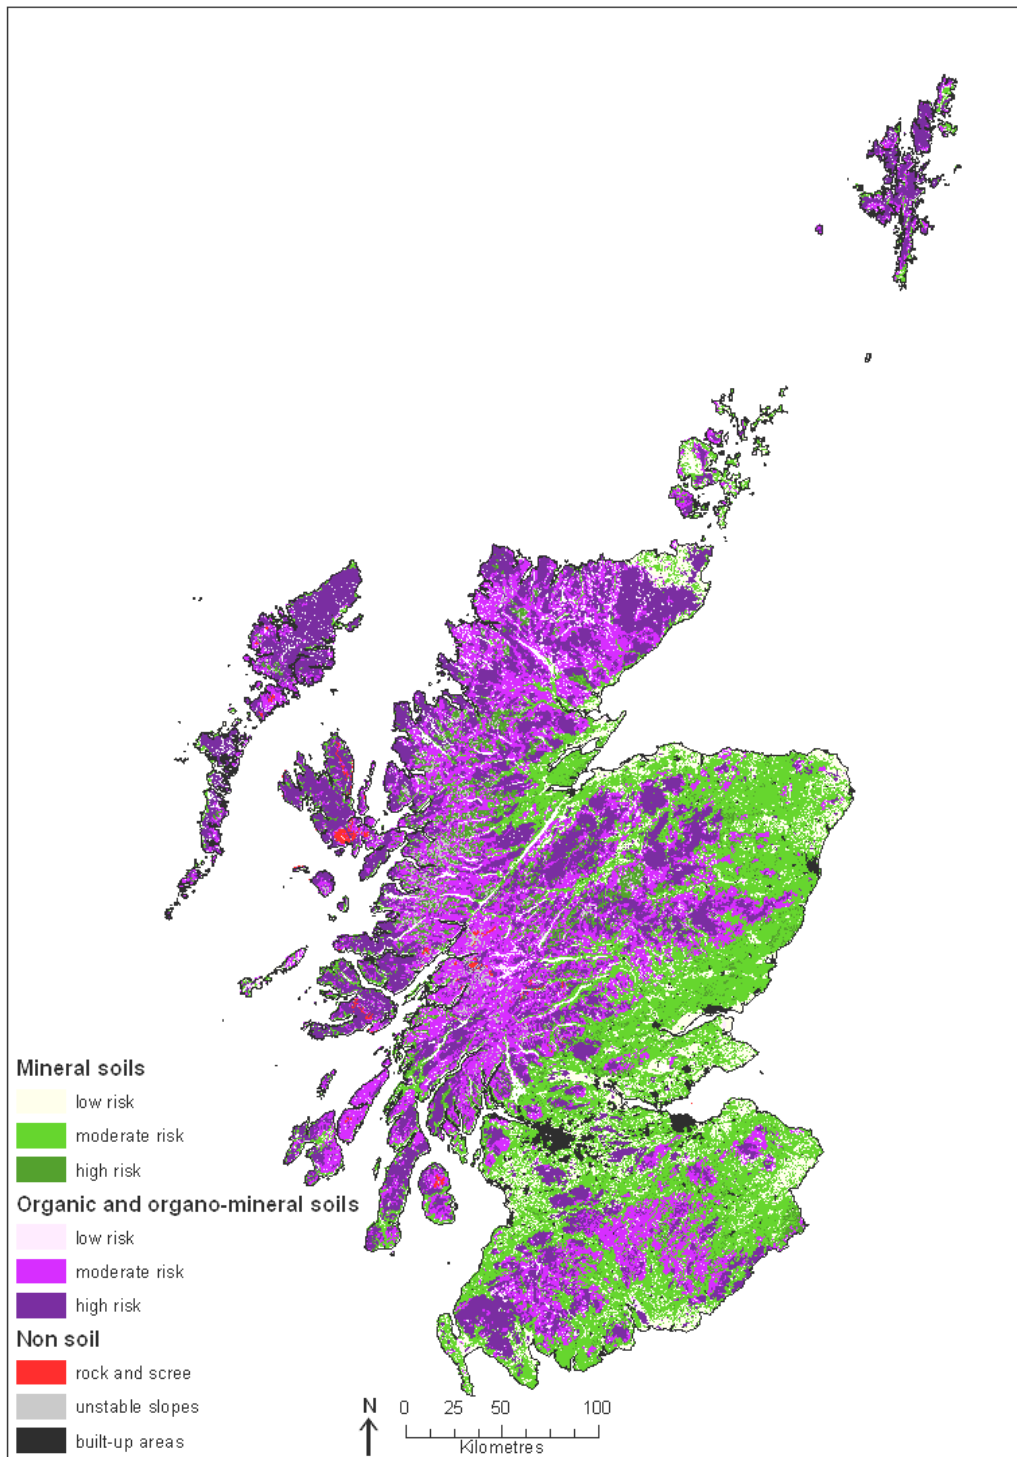 Mineral soils
low risk
moderate risk
high risk
Organic and organo-mineral soils
low risk
moderate risk
high risk
Non soil
rock and scree
unstable slopes
built-up areas
N
0 25 50 100
Kilometres